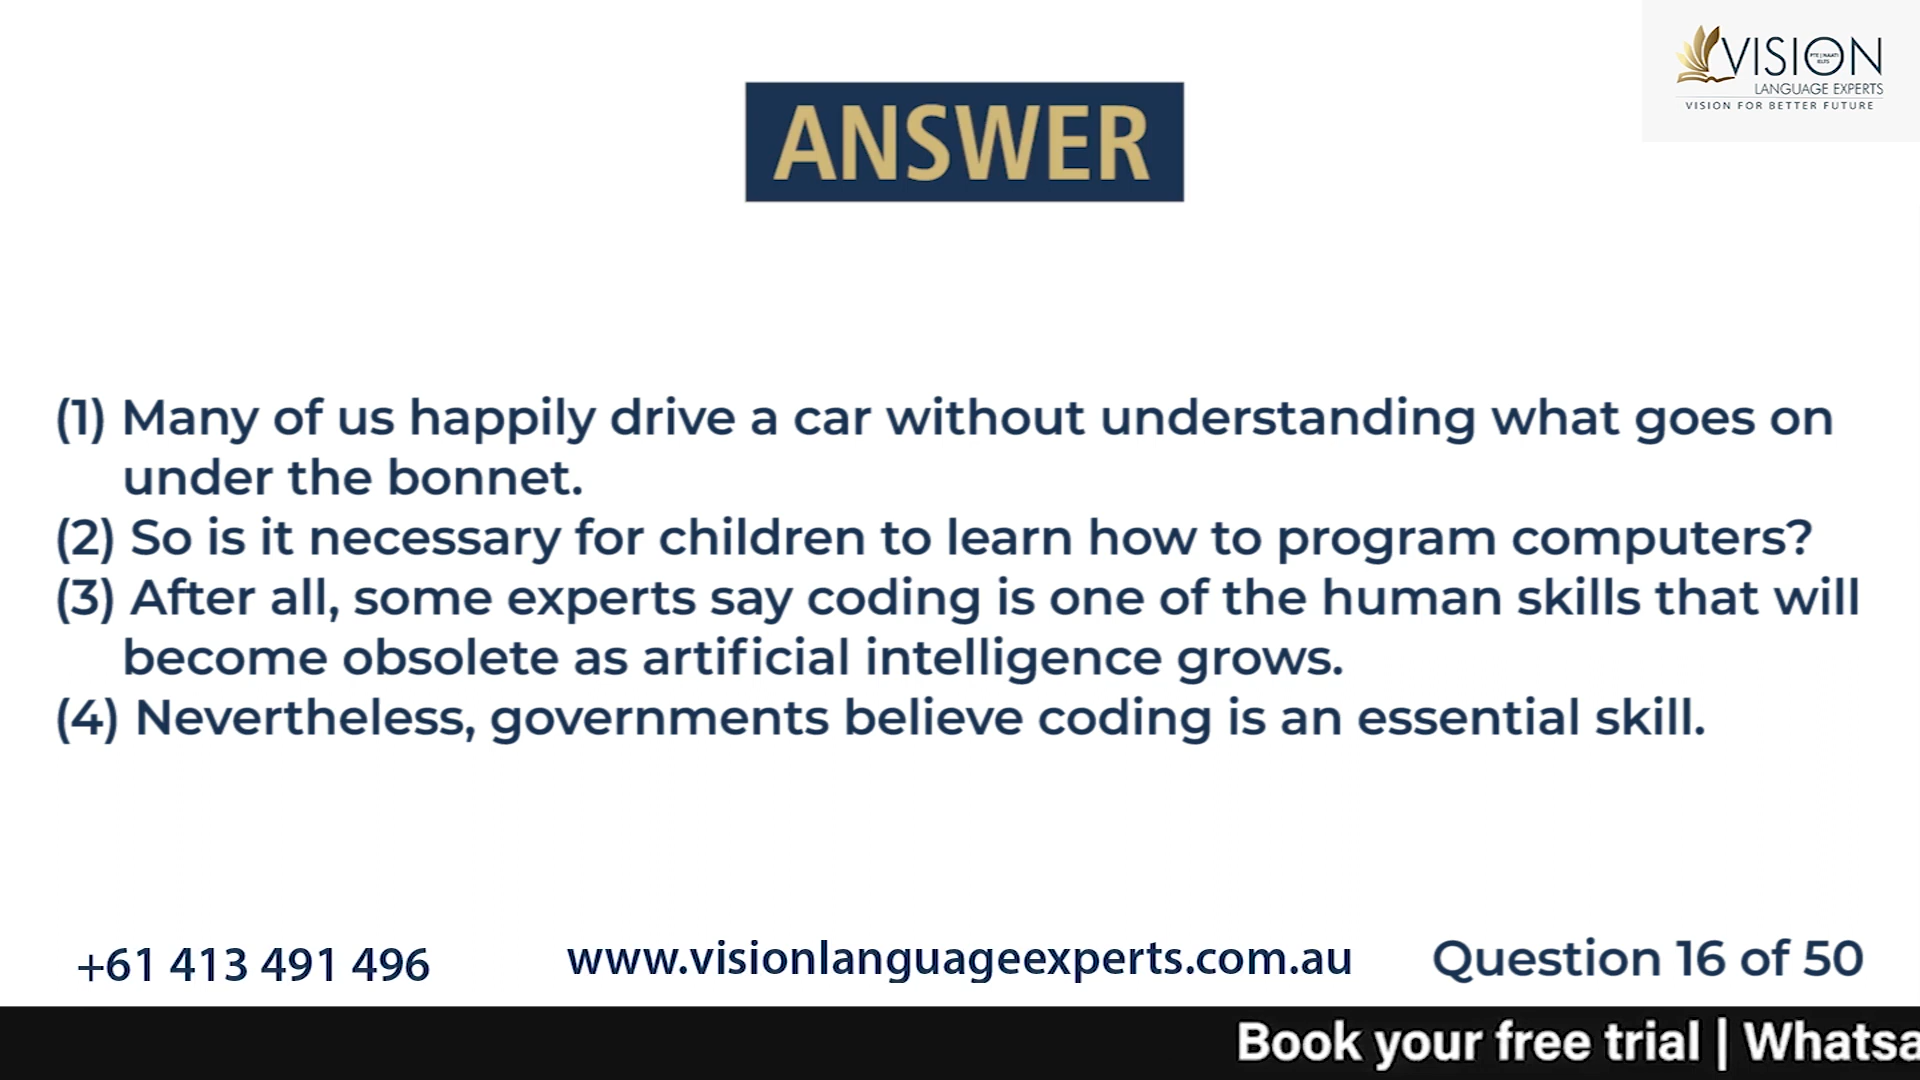 VISION
LANGUAGE EXPERTS
VISION FOR BETTER FUTURE
ANSWER
(1) Many of us happily drive a car without understanding what goes on
under the bonnet.
(2) So is it necessary for children to learn how to program computers?
(3) After all, some experts say coding is one of the human skills that will
become obsolete as artificial intelligence grows.
(4) Nevertheless, governments believe coding is an essential skill.
+61 413 491 496
www.visionlanguageexperts.com.au
Question 16 of 50
Book your free trial | Whatsa